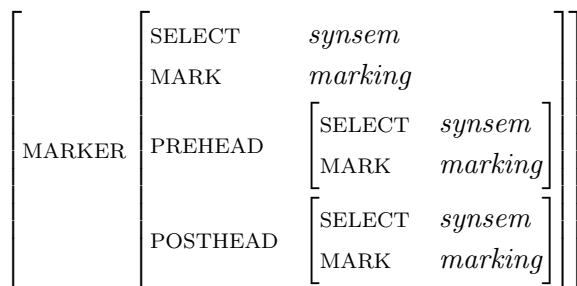 SELECT synsem
MARK marking
MARKER PREHEAD SELECT synsem
MARK marking
POSTHEAD SELECT synsem
MARK marking